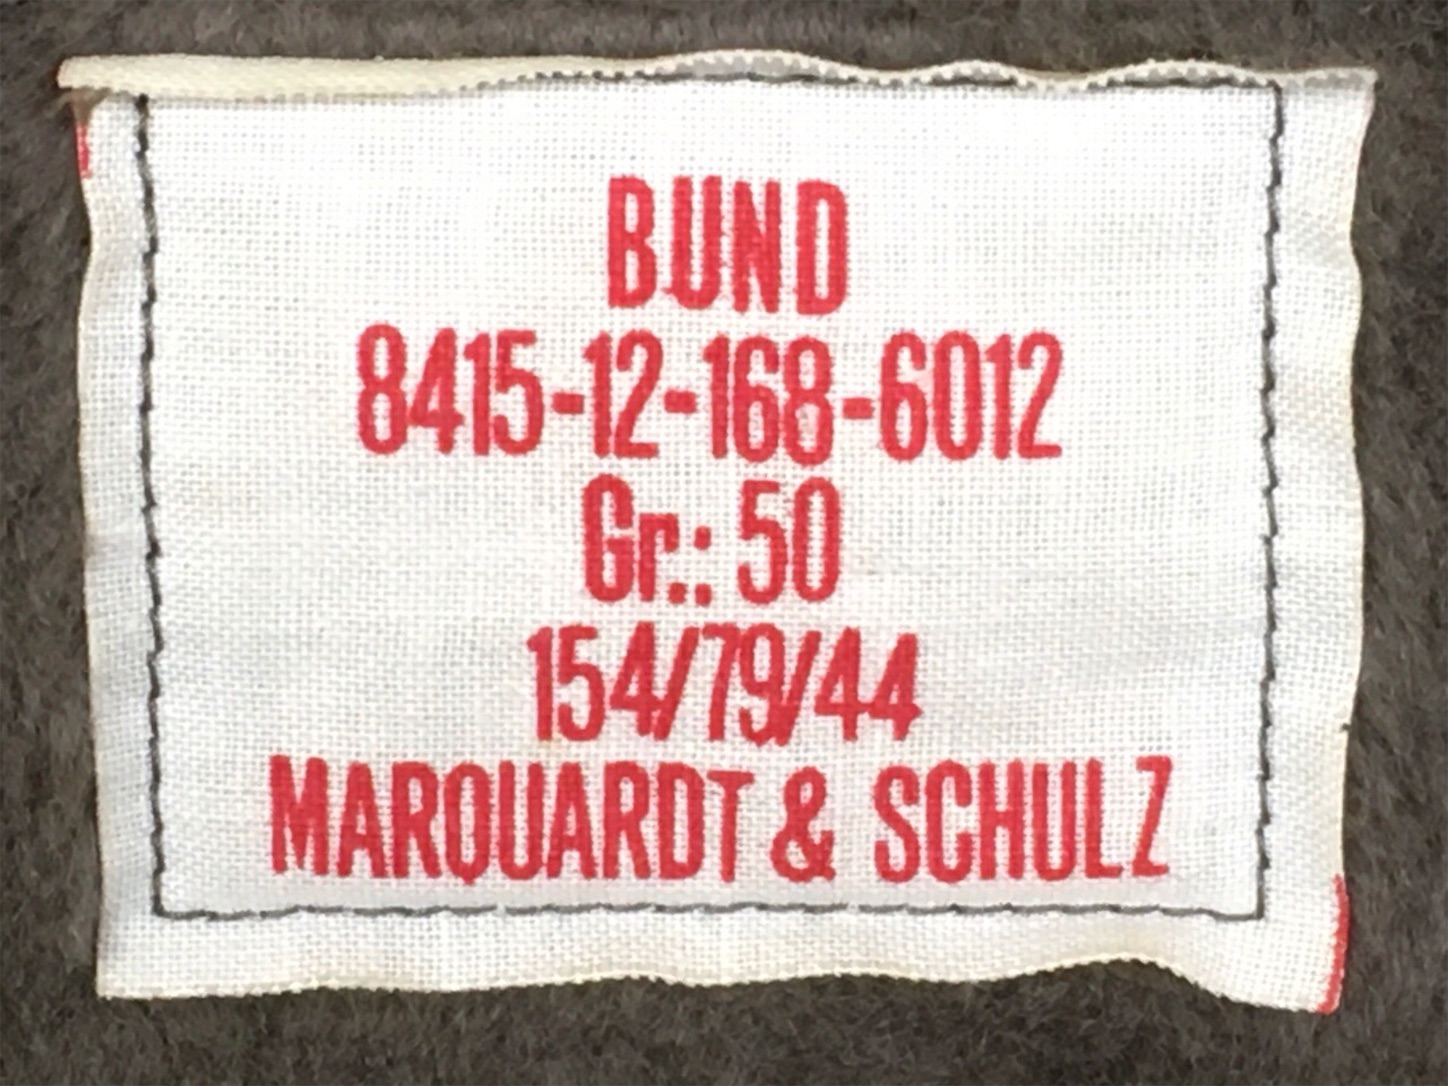 BUND
8415-12-168-6012
Gr.: 50
154/79/44
MARQUARDT & SCHULZ